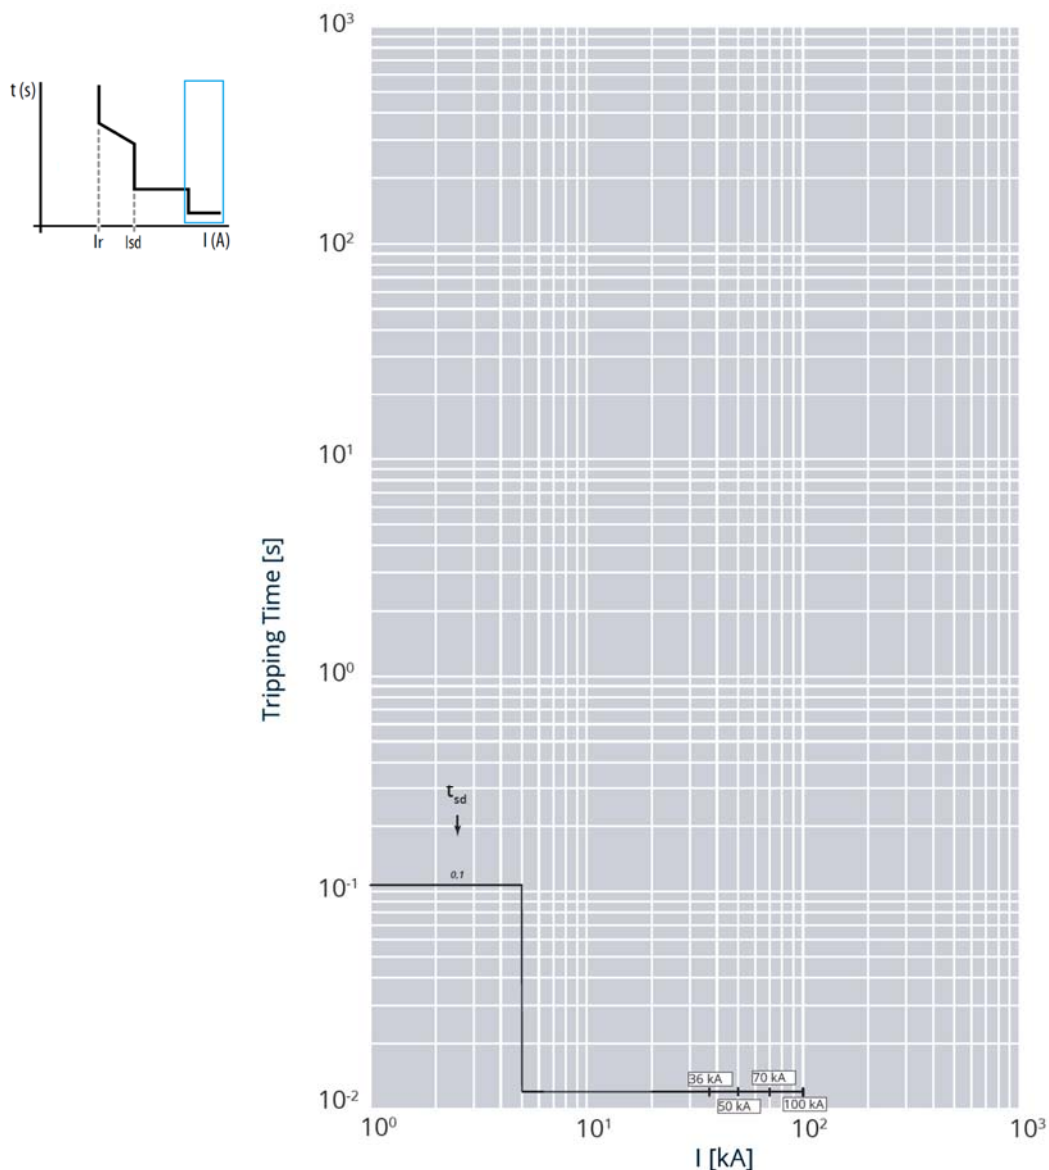 t (s)
Ir
Isd
I (A)
10³
10²
10¹
10⁰
10⁻¹
10⁻²
Tripping Time [s]
tsd
0,1
36 kA
70 kA
50 kA
100 kA
10⁰
10¹
10²
10³
I [kA]